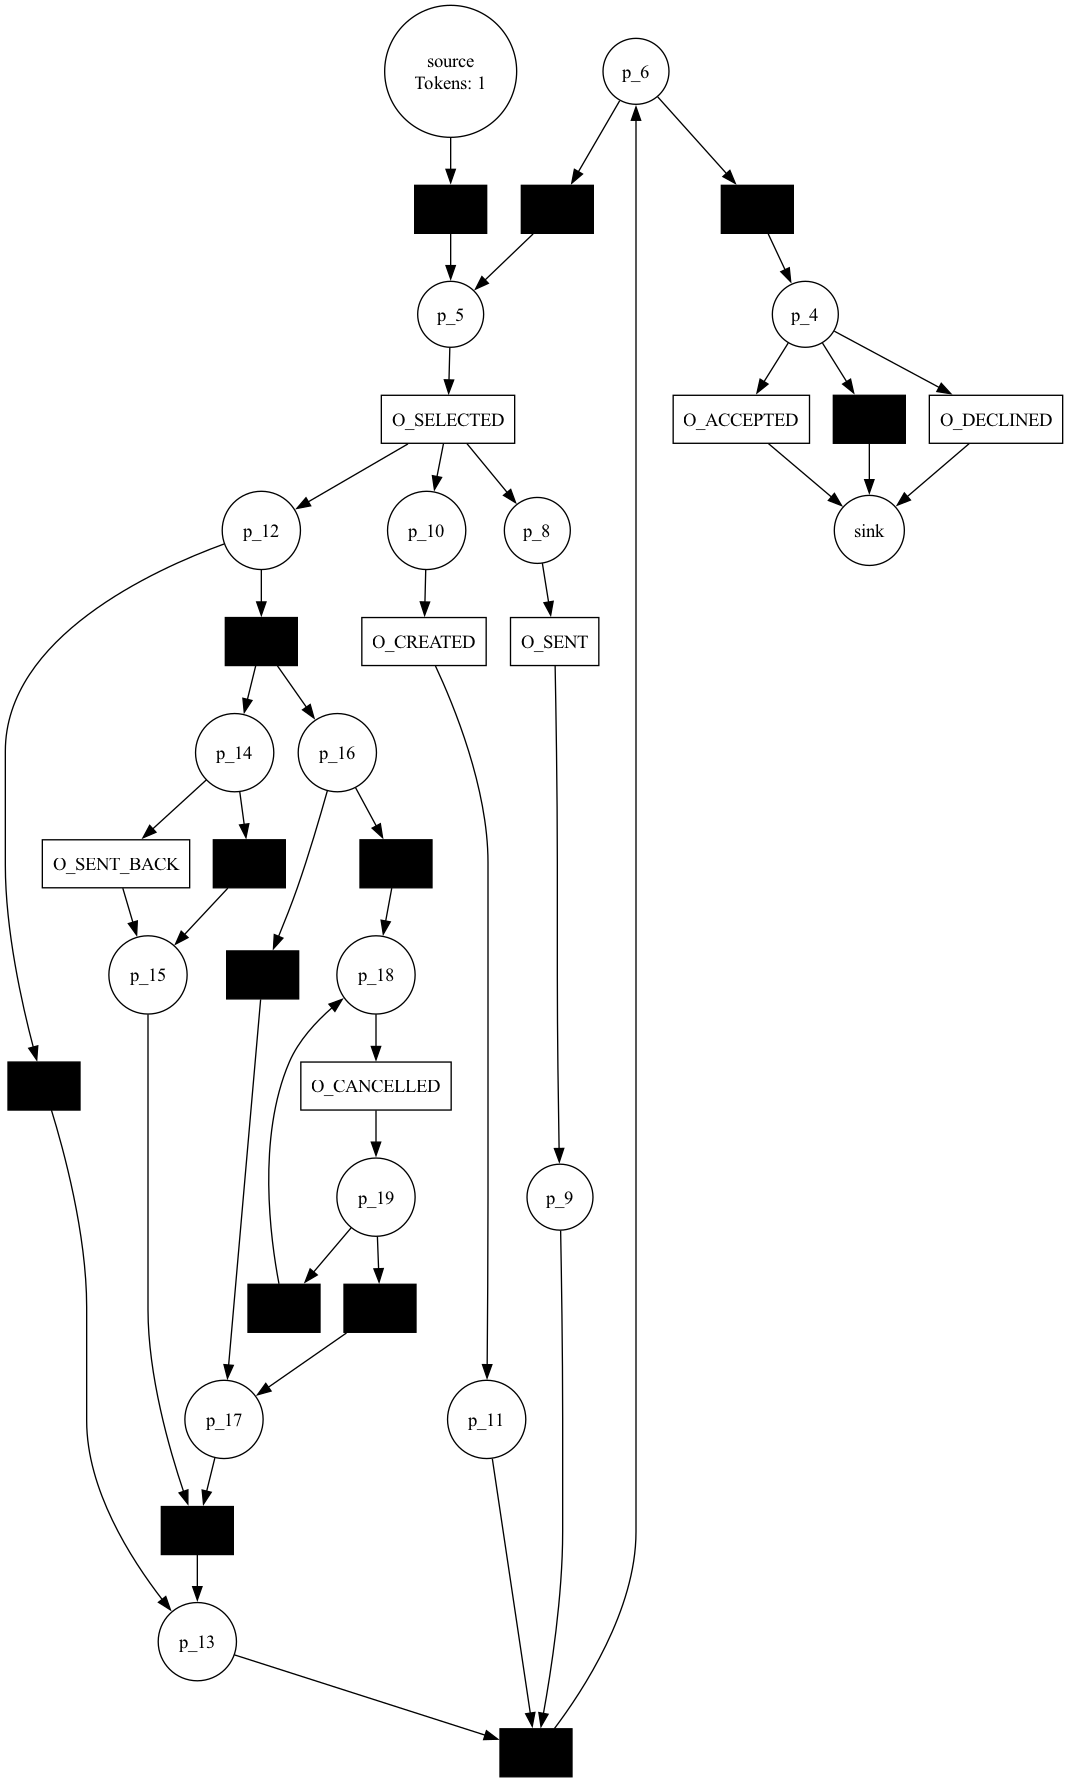 source
Tokens: 1
p_6
p_5
p_4
O_SELECTED
O_ACCEPTED
O_DECLINED
p_12
p_10
p_8
sink
O_CREATED
O_SENT
p_14
p_16
O_SENT_BACK
p_15
p_18
O_CANCELLED
p_19
p_9
p_17
p_11
p_13